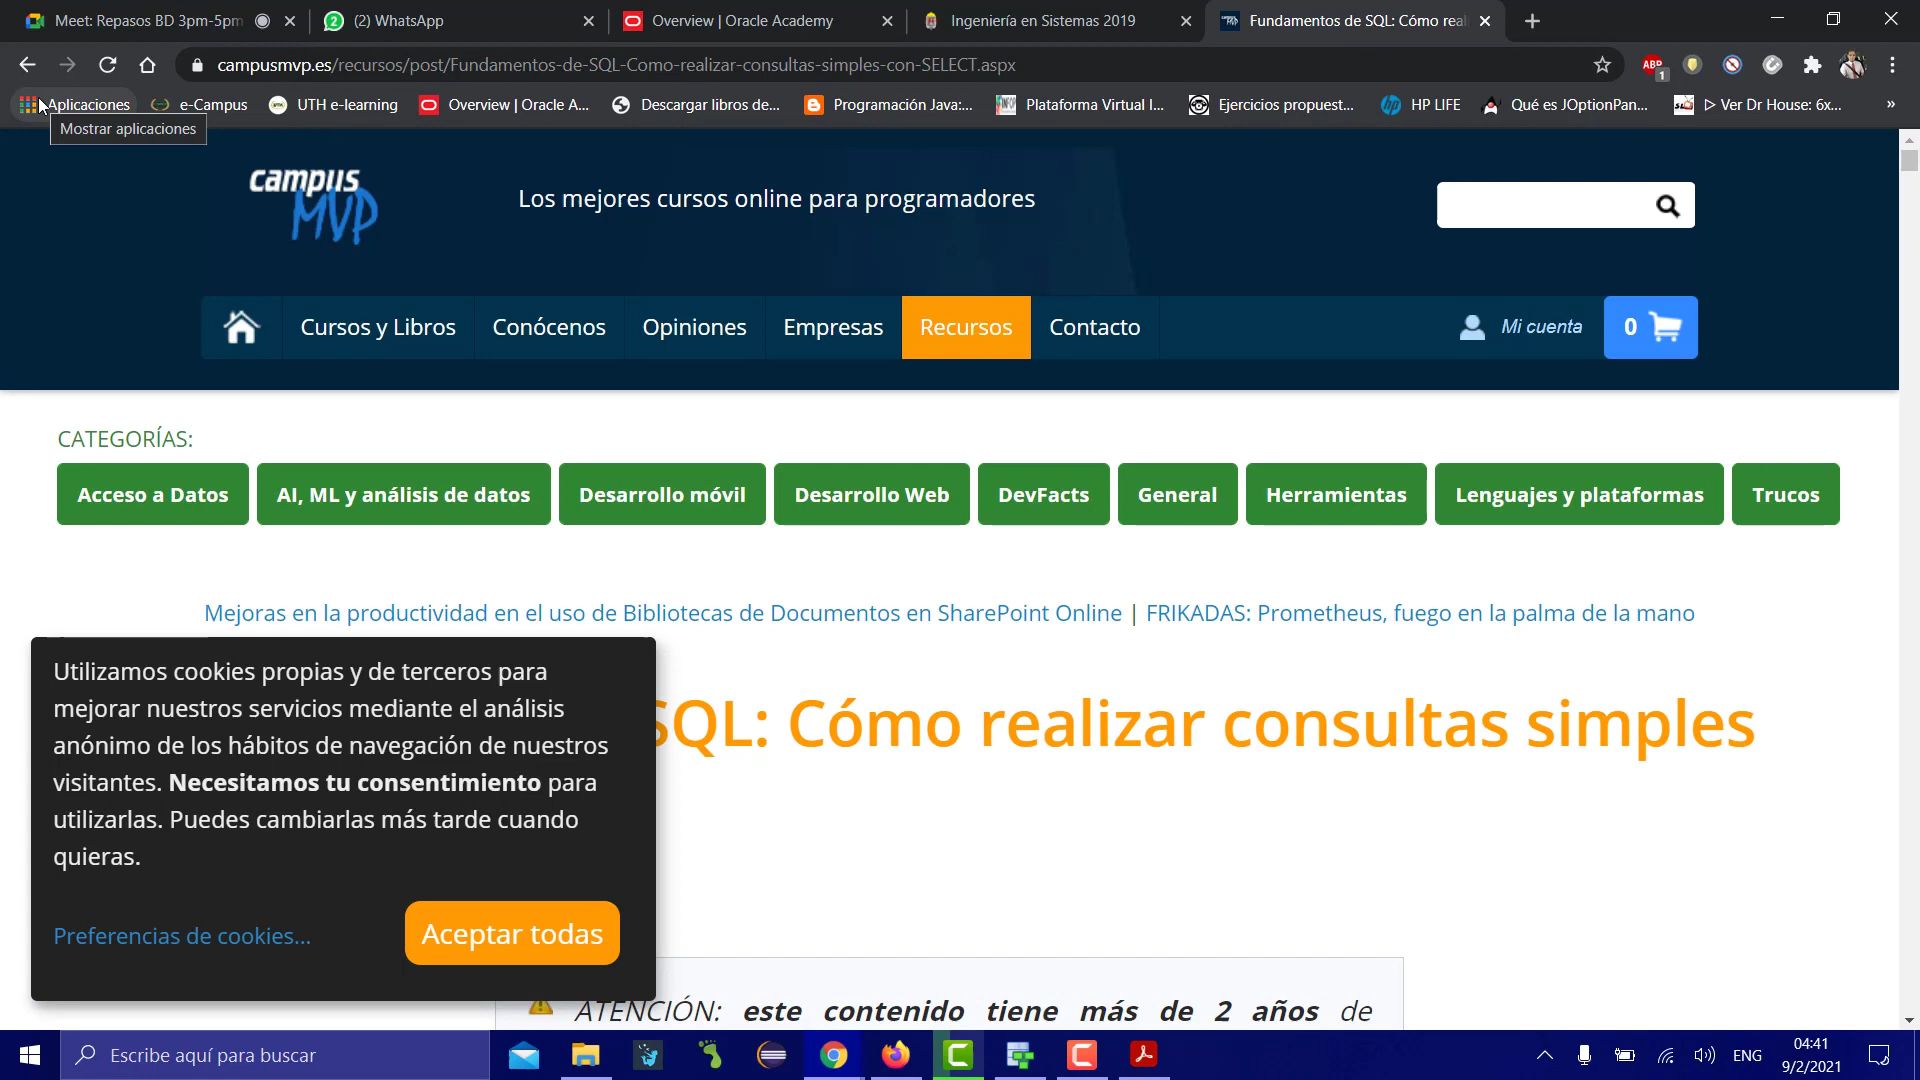 Meet: Repasos BD 3pm-5pm
(2) WhatsApp
Overview | Oracle Academy
Ingeniería en Sistemas 2019
Fundamentos de SQL: Cómo real
campusmvp.es/recursos/post/Fundamentos-de-SQL-Como-realizar-consultas-simples-con-SELECT.aspx
ABP
1
Aplicaciones
e-Campus
UTH e-learning
Overview | Oracle A...
Descargar libros de...
Programación Java:...
Plataforma Virtual I...
Ejercicios propuest...
HP LIFE
Qué es JOptionPan...
▷ Ver Dr House: 6x...
»
Mostrar aplicaciones
campus
MVP
Los mejores cursos online para programadores
Cursos y Libros
Conócenos
Opiniones
Empresas
Recursos
Contacto
Mi cuenta
0
CATEGORÍAS:
Acceso a Datos
AI, ML y análisis de datos
Desarrollo móvil
Desarrollo Web
DevFacts
General
Herramientas
Lenguajes y plataformas
Trucos
Mejoras en la productividad en el uso de Bibliotecas de Documentos en SharePoint Online | FRIKADAS: Prometheus, fuego en la palma de la mano
SQL: Cómo realizar consultas simples
Utilizamos cookies propias y de terceros para
mejorar nuestros servicios mediante el análisis
anónimo de los hábitos de navegación de nuestros
visitantes. Necesitamos tu consentimiento para
utilizarlas. Puedes cambiarlas más tarde cuando
quieras.
Preferencias de cookies...
Aceptar todas
ATENCIÓN: este contenido tiene más de 2 años de
Escribe aquí para buscar
ENG
04:41
9/2/2021